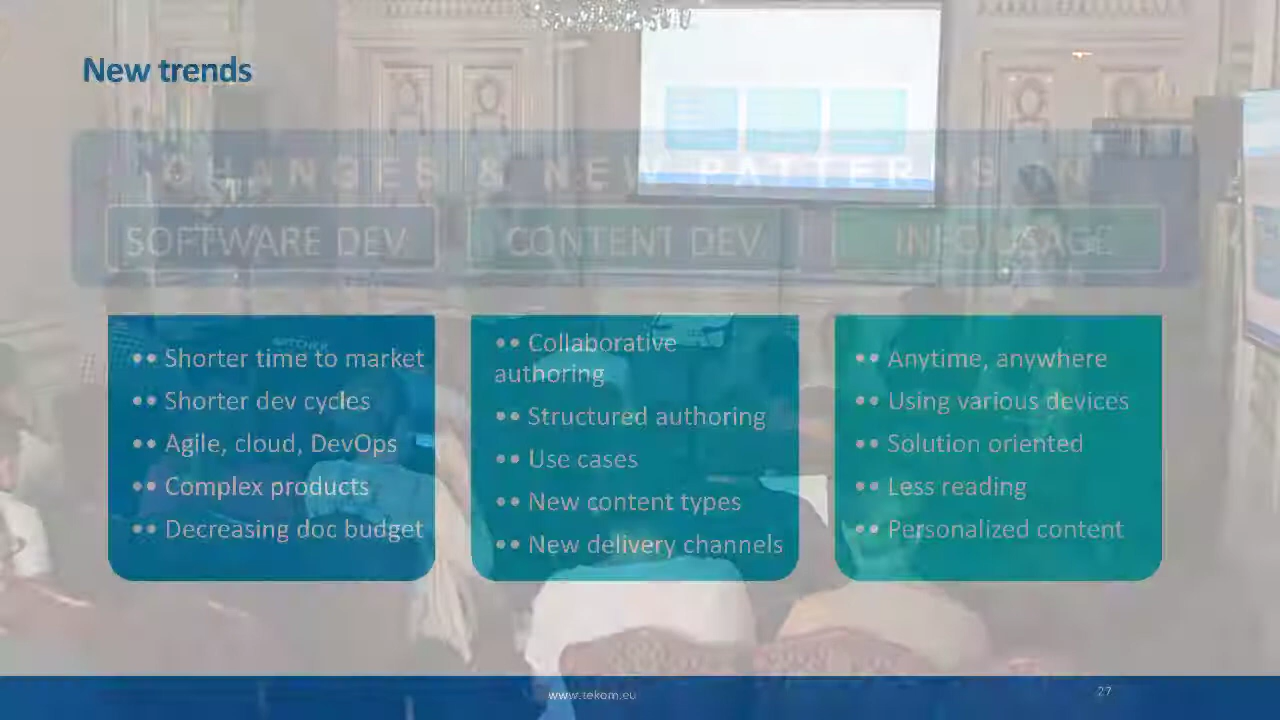 New trends
CHANGES & NEW PATTERNS IN
SOFTWARE DEV.
CONTENT DEV.
INFO USAGE
•• Shorter time to market
•• Shorter dev cycles
•• Agile, cloud, DevOps
•• Complex products
•• Decreasing doc budget
•• Collaborative
authoring
•• Structured authoring
•• Use cases
•• New content types
•• New delivery channels
•• Anytime, anywhere
•• Using various devices
•• Solution oriented
•• Less reading
•• Personalized content
www.tekom.eu
27